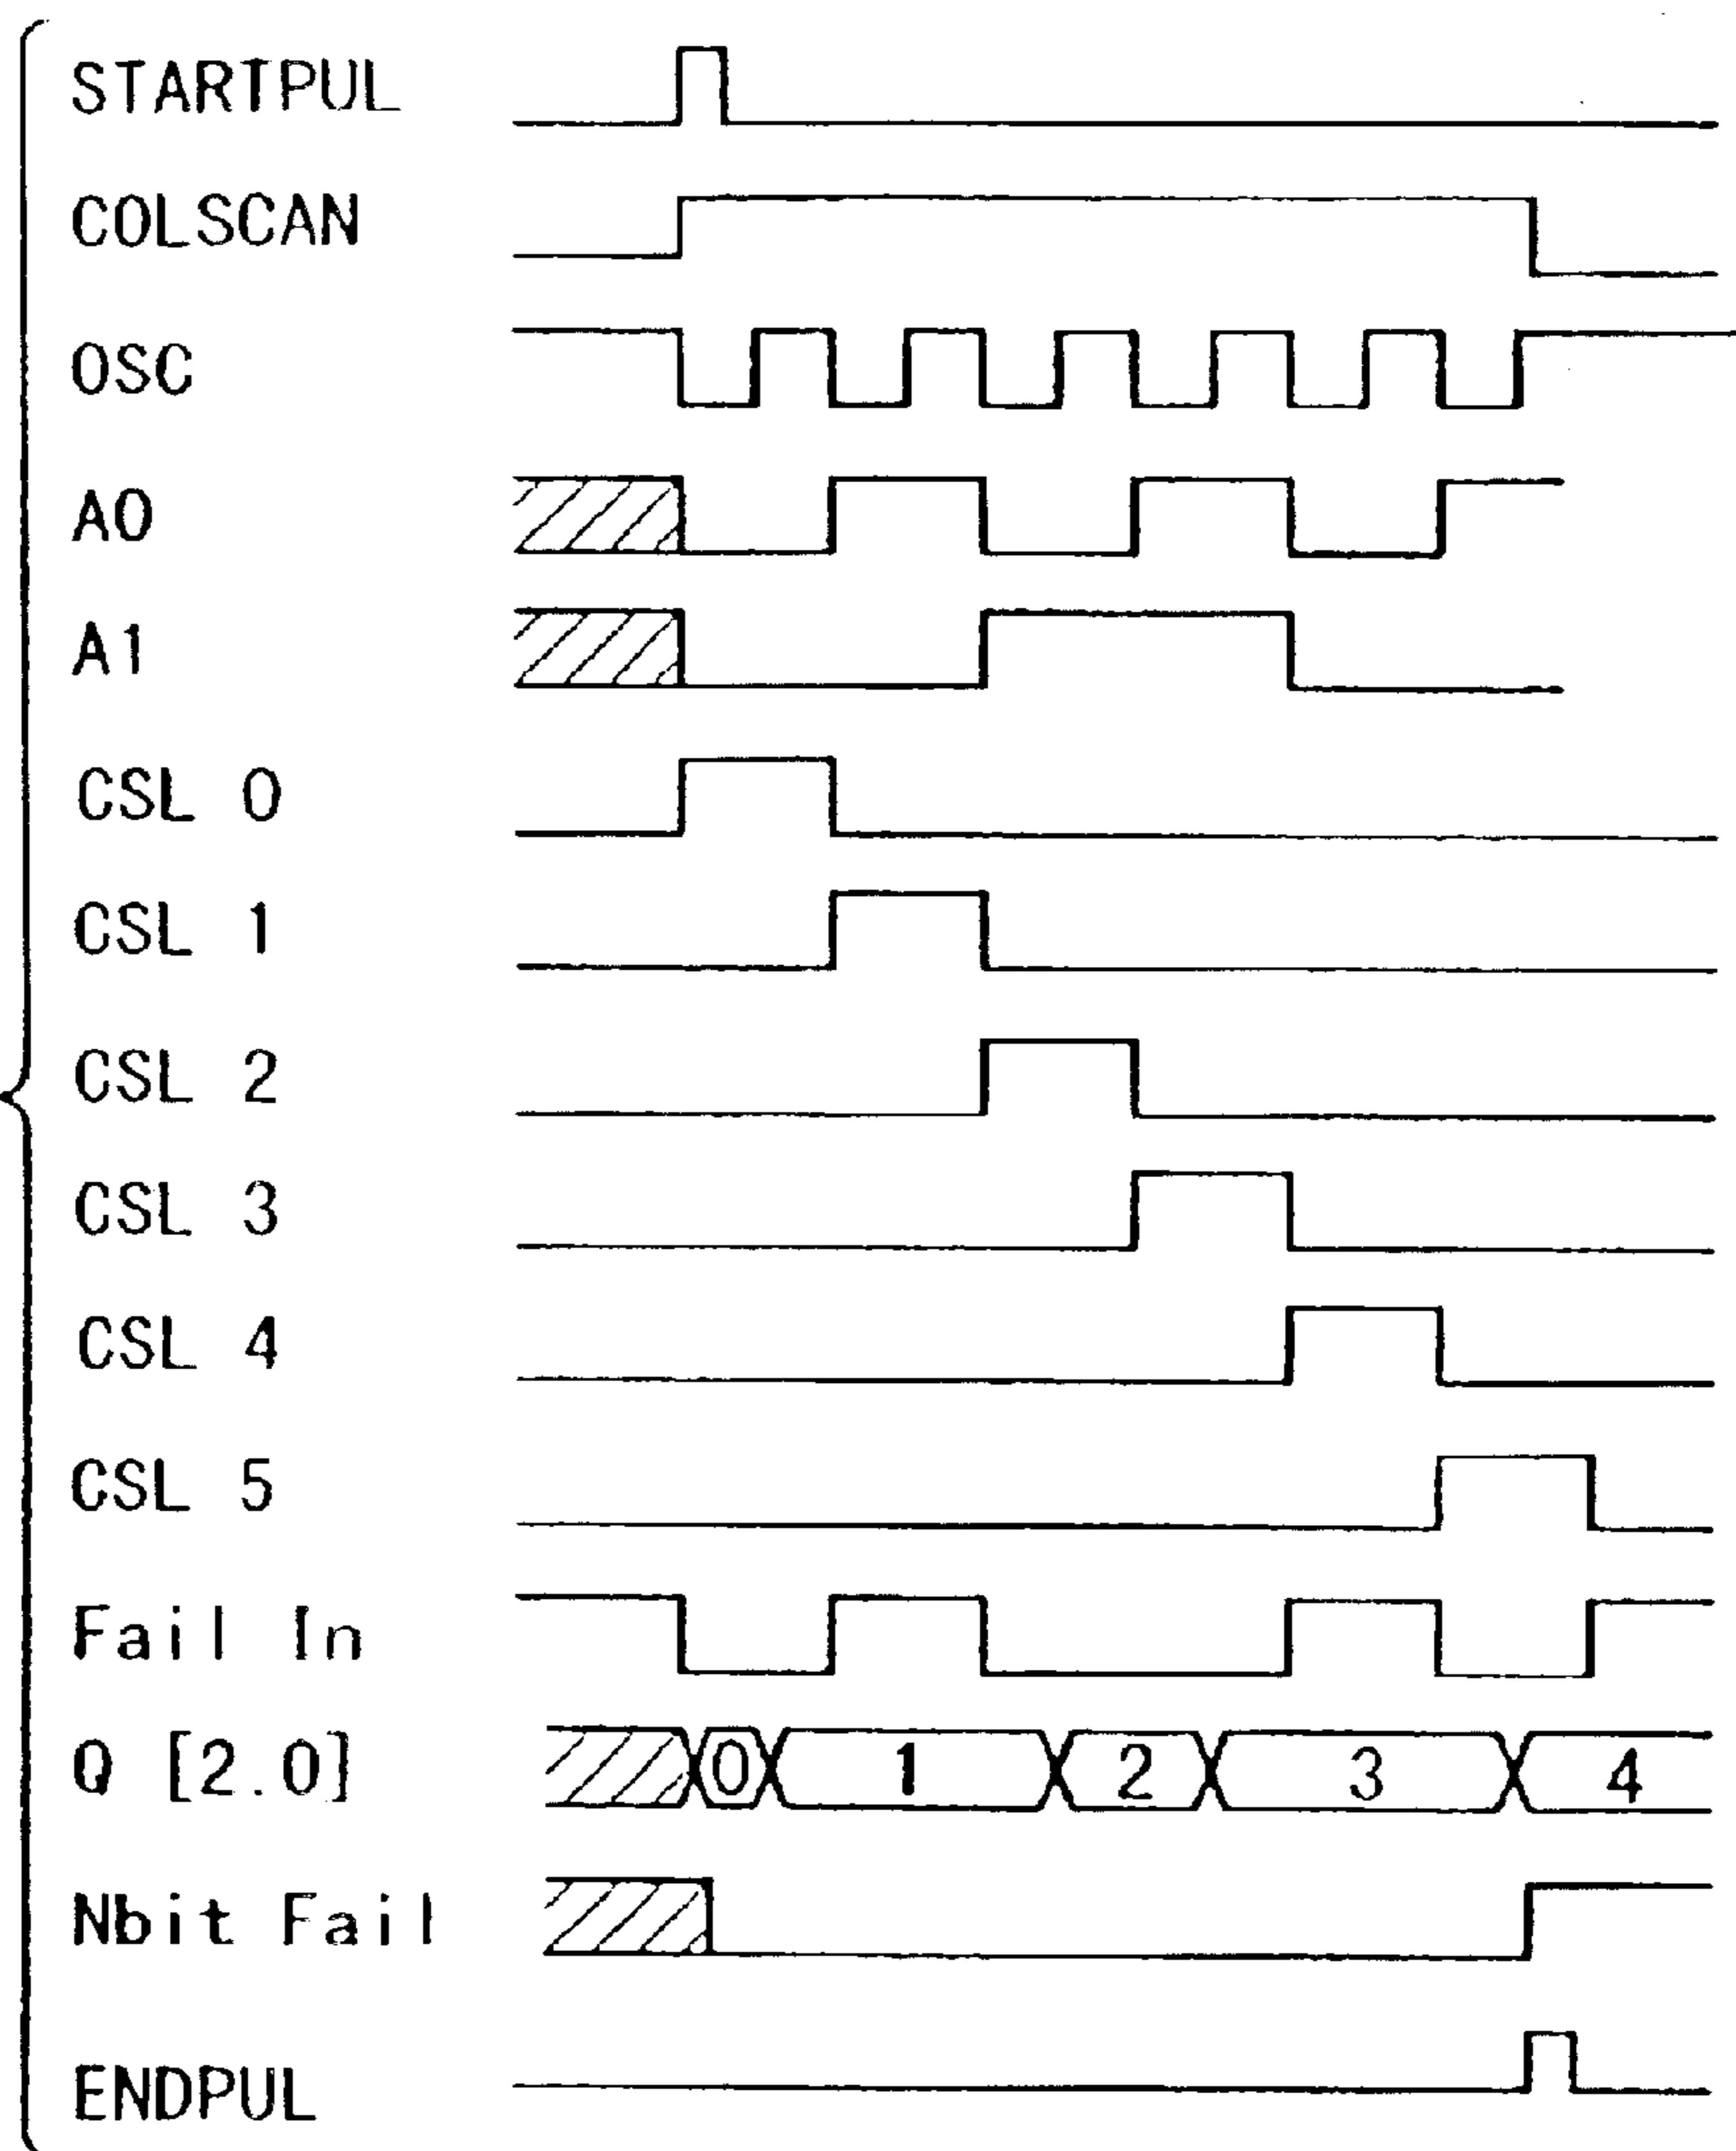 STARTPUL
COLSCAN
OSC
A0
A1
CSL 0
CSL 1
CSL 2
CSL 3
CSL 4
CSL 5
Fail In
Q [2.0] 0 1 2 3 4
Nbit Fail
ENDPUL